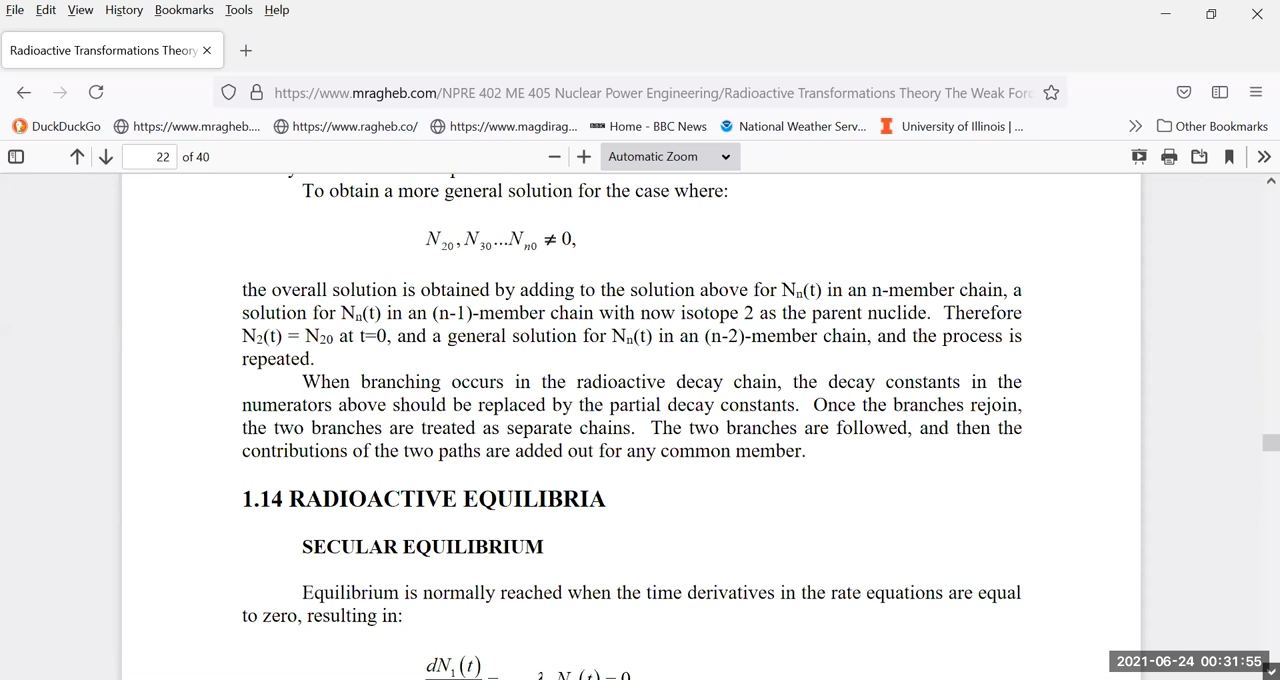 File Edit View History Bookmarks Tools Help
Radioactive Transformations Theory
https://www.mragheb.com/NPRE 402 ME 405 Nuclear Power Engineering/Radioactive Transformations Theory The Weak Forc
DuckDuckGo https://www.mragheb.... https://www.ragheb.co/ https://www.magdirag... Home - BBC News National Weather Serv... University of Illinois | ... Other Bookmarks
22 of 40 Automatic Zoom
To obtain a more general solution for the case where:
N₂₀, N₃₀...Nₙ₀ ≠ 0,
the overall solution is obtained by adding to the solution above for Nₙ(t) in an n-member chain, a
solution for Nₙ(t) in an (n-1)-member chain with now isotope 2 as the parent nuclide. Therefore
N₂(t) = N₂₀ at t=0, and a general solution for Nₙ(t) in an (n-2)-member chain, and the process is
repeated.
When branching occurs in the radioactive decay chain, the decay constants in the
numerators above should be replaced by the partial decay constants. Once the branches rejoin,
the two branches are treated as separate chains. The two branches are followed, and then the
contributions of the two paths are added out for any common member.
1.14 RADIOACTIVE EQUILIBRIA
SECULAR EQUILIBRIUM
Equilibrium is normally reached when the time derivatives in the rate equations are equal
to zero, resulting in:
dN₁(t)
2021-06-24 00:31:55